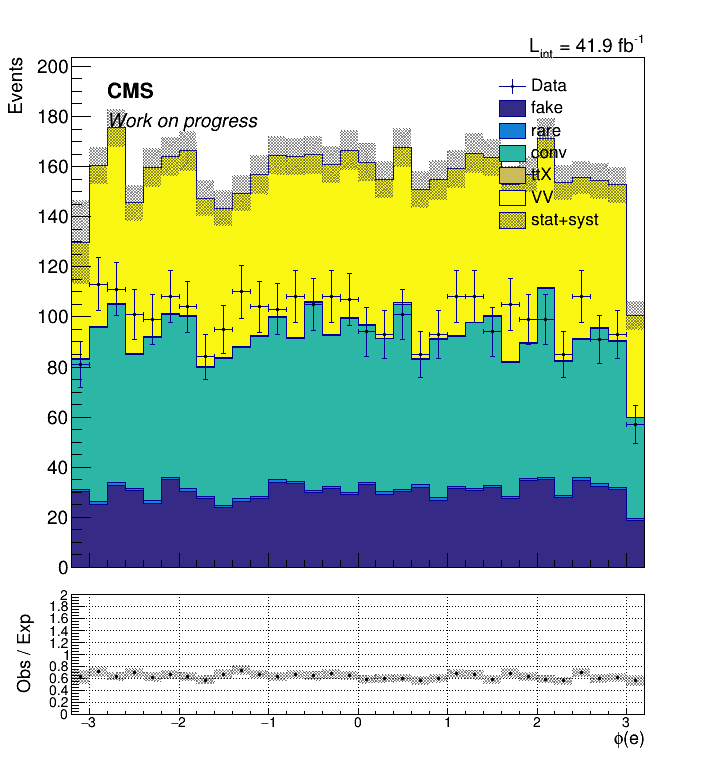 L_int = 41.9 fb^-1
Events
200
180
160
140
120
100
80
60
40
20
0
CMS
Work on progress
Data
fake
rare
conv
ttX
VV
stat+syst
Obs / Exp
2
1.8
1.6
1.4
1.2
1
0.8
0.6
0.4
0.2
0
−3 −2 −1 0 1 2 3
ϕ(e)